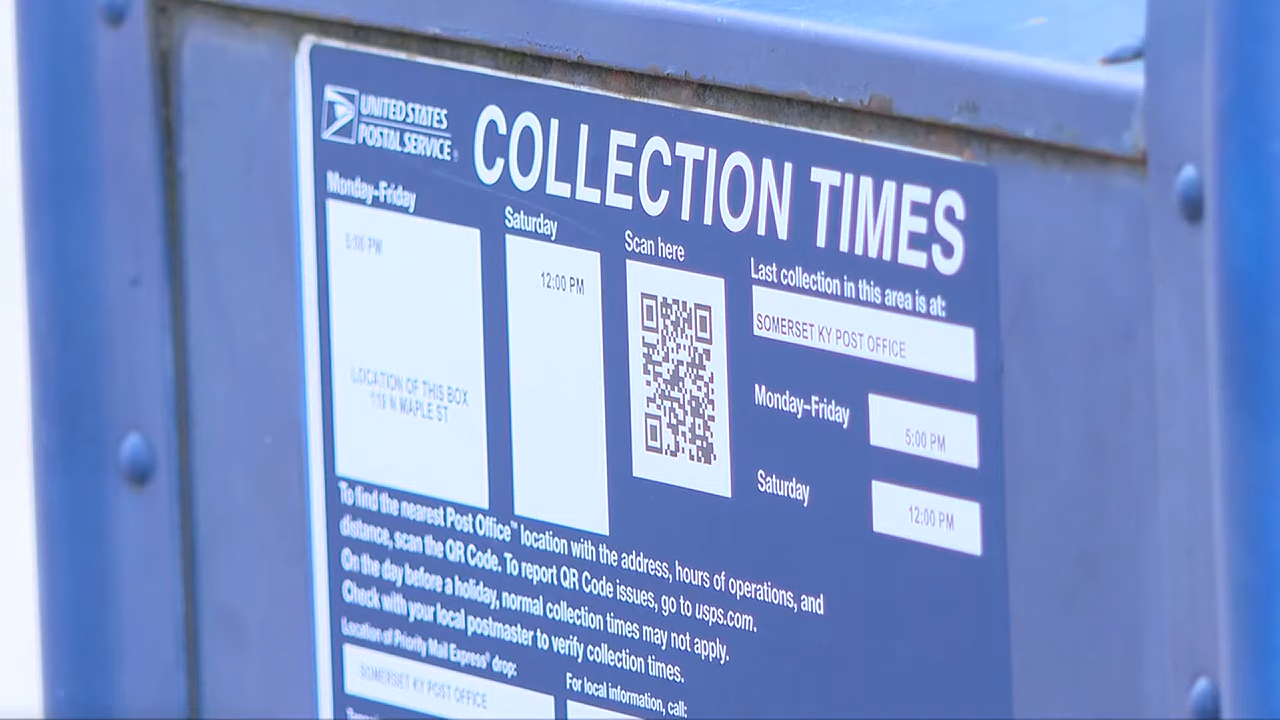 UNITED STATES
POSTAL SERVICE®
COLLECTION TIMES
Monday–Friday
5:00 PM
LOCATION OF THIS BOX
N MAPLE ST
Saturday
12:00 PM
Scan here
Last collection in this area is at:
SOMERSET KY POST OFFICE
Monday–Friday
5:00 PM
Saturday
12:00 PM
To find the nearest Post Office™ location with the address, hours of operations, and
distance, scan the QR Code. To report QR Code issues, go to usps.com.
On the day before a holiday, normal collection times may not apply.
Check with your local postmaster to verify collection times.
Location of Priority Mail Express® drop:
SOMERSET KY POST OFFICE
For local information, call: